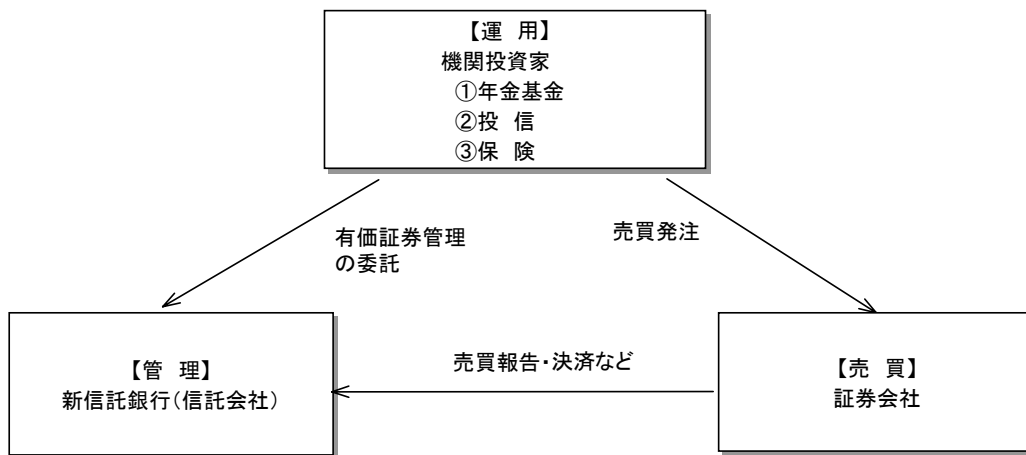 【運　用】
機関投資家
①年金基金
②投　信
③保　険
有価証券管理
の委託
売買発注
【管　理】
新信託銀行（信託会社）
売買報告・決済など
【売　買】
証券会社